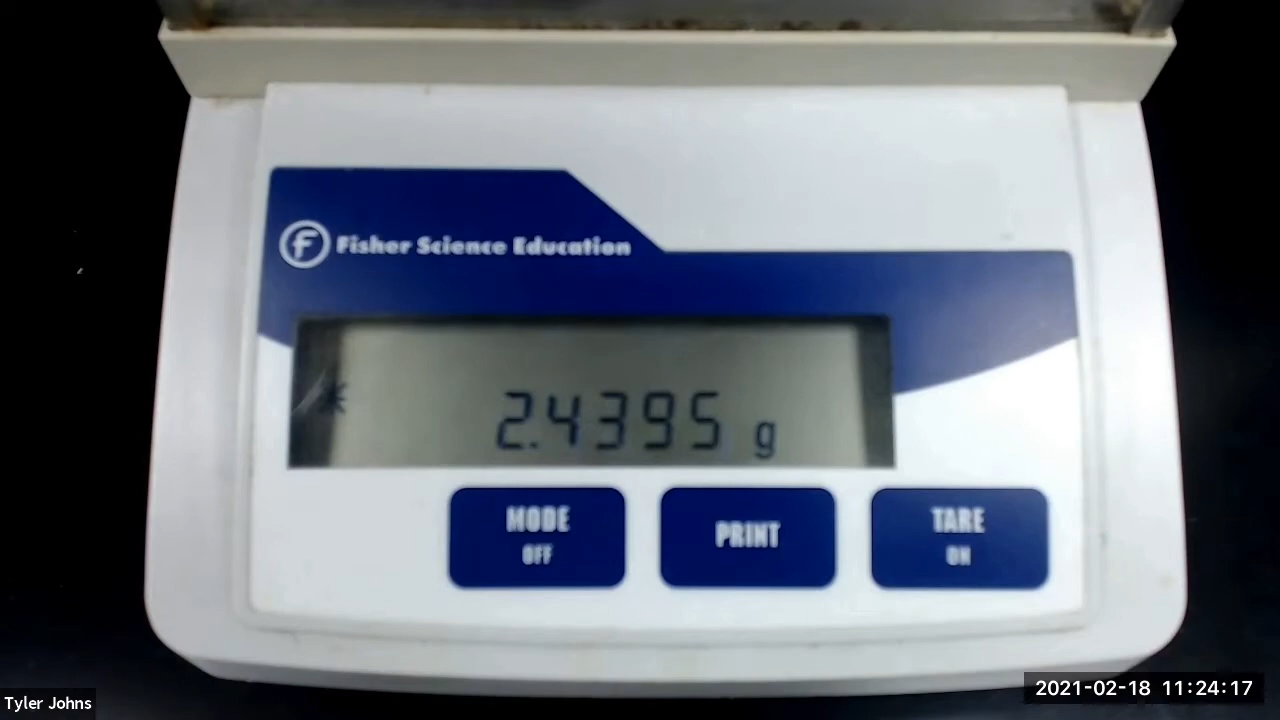 f Fisher Science Education
* 2.4395 g
MODE
OFF
PRINT
TARE
ON
Tyler Johns
2021-02-18 11:24:17